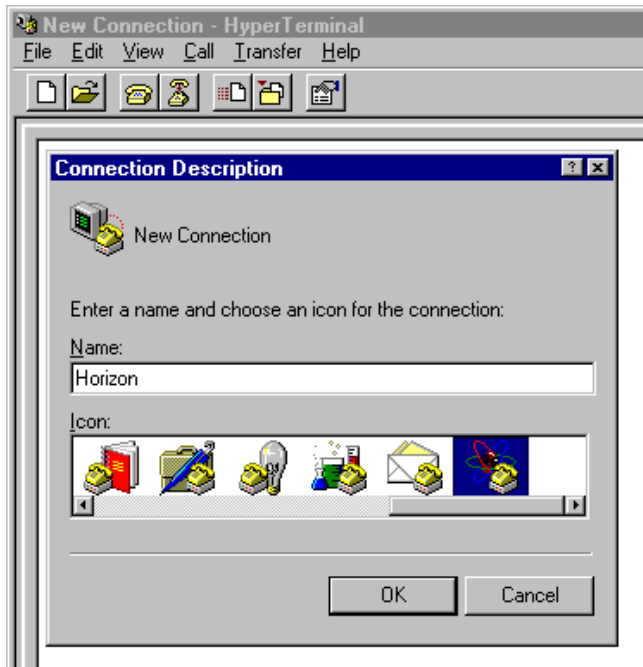 New Connection - HyperTerminal
File Edit View Call Transfer Help
Connection Description
New Connection
Enter a name and choose an icon for the connection:
Name:
Horizon
Icon:
OK Cancel